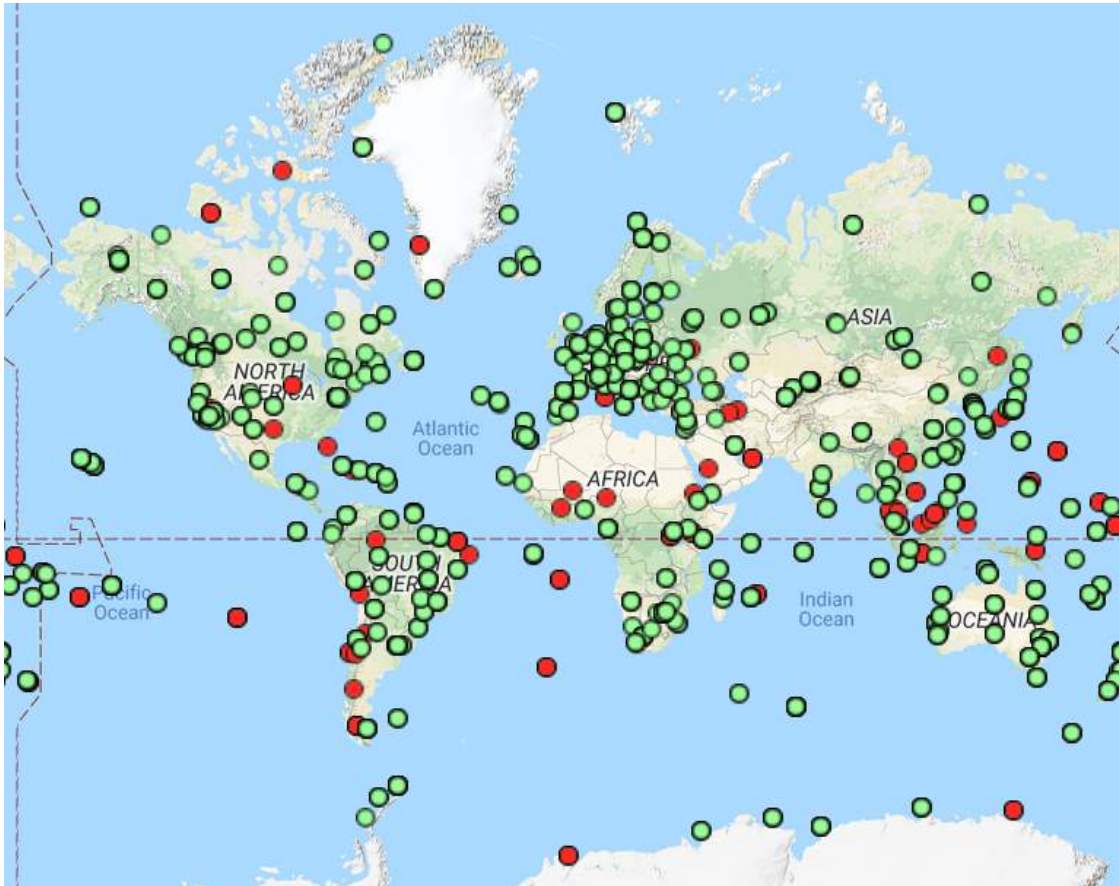 ASIA
NORTH
AMERICA
Atlantic
Ocean
AFRICA
SOUTH
AMERICA
Pacific
Ocean
Indian
Ocean
OCEANIA